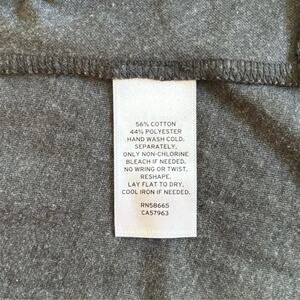 56% COTTON
44% POLYESTER
HAND WASH COLD.
SEPARATELY,
ONLY NON-CHLORINE
BLEACH IF NEEDED.
NO WRING OR TWIST.
RESHAPE.
LAY FLAT TO DRY.
COOL IRON IF NEEDED.
RN58665
CA57963